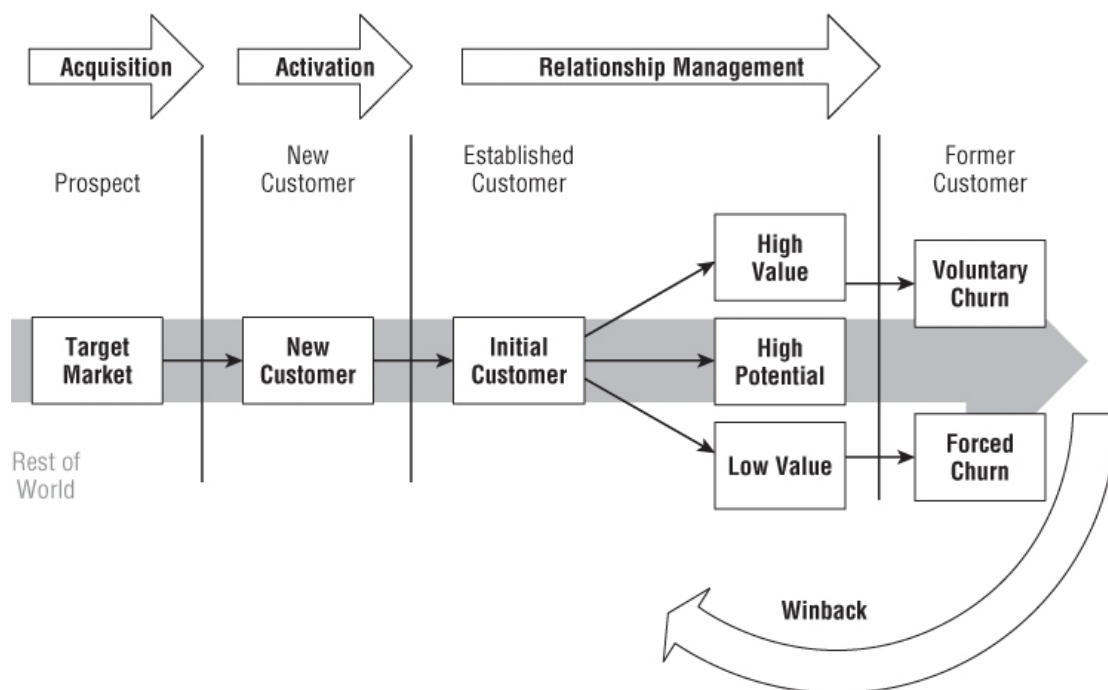 Acquisition
Activation
Relationship Management
Prospect
New
Customer
Established
Customer
Former
Customer
Target
Market
New
Customer
Initial
Customer
High
Value
High
Potential
Low Value
Voluntary
Churn
Forced
Churn
Rest of
World
Winback